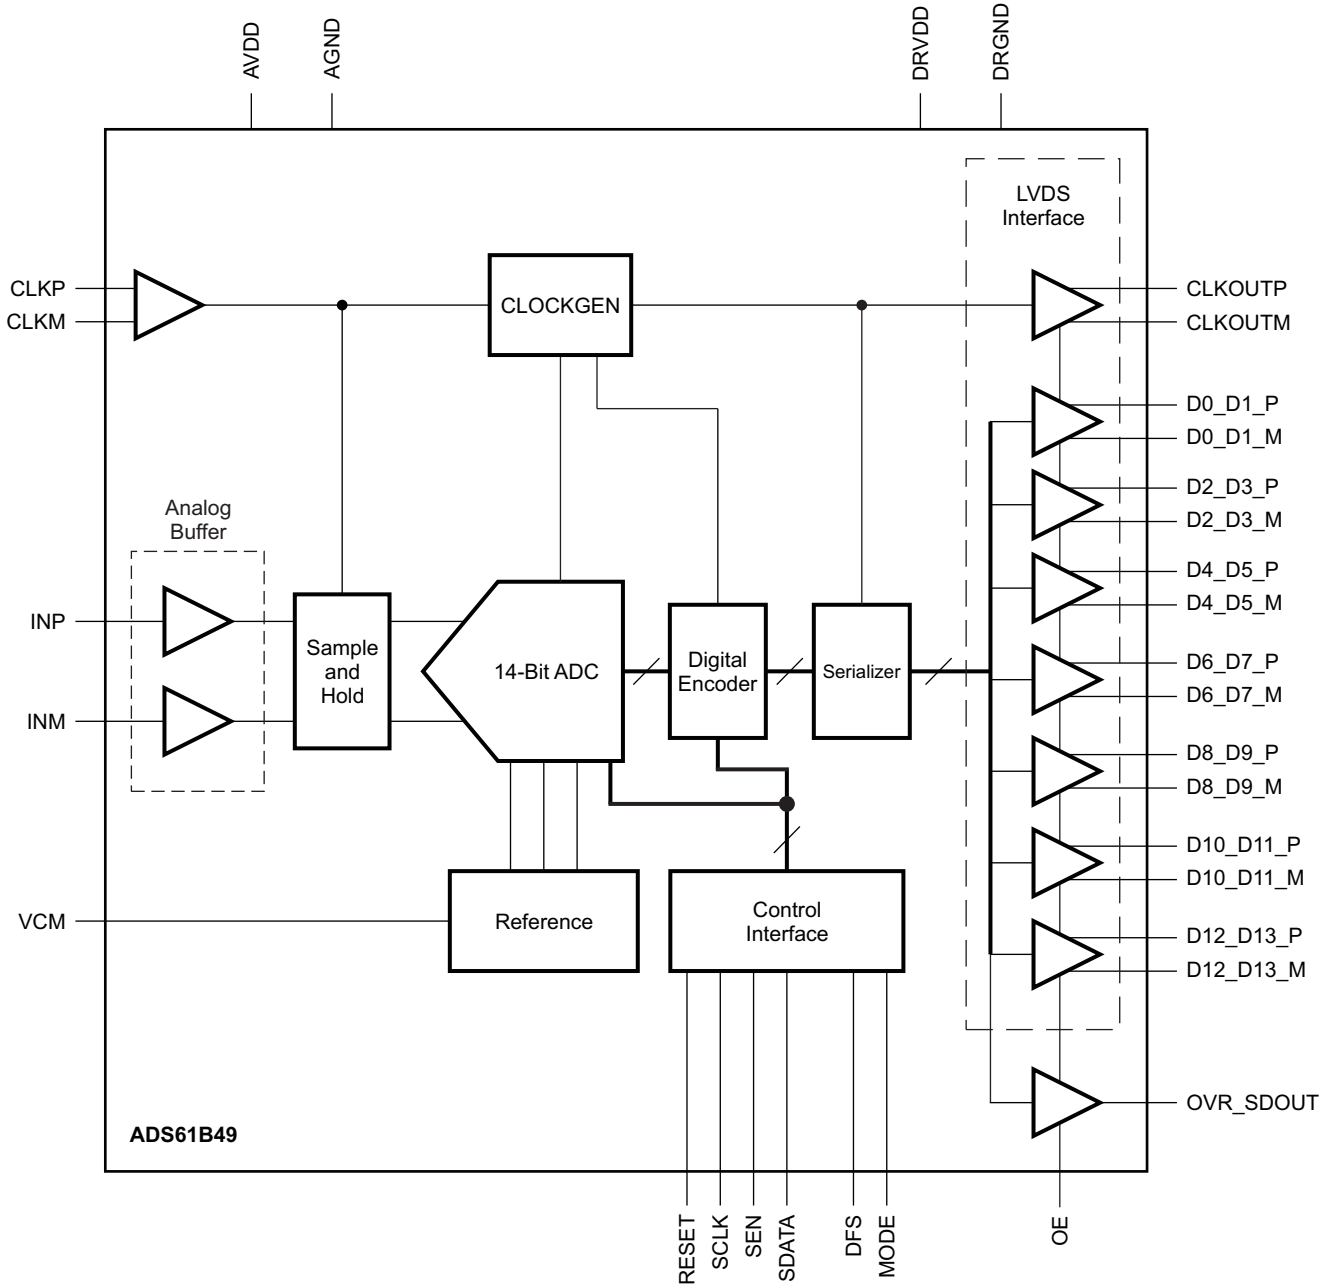 AVDD
AGND
DRVDD
DRGND
LVDS
Interface
CLKP
CLKM
CLOCKGEN
CLKOUTP
CLKOUTM
D0_D1_P
D0_D1_M
D2_D3_P
D2_D3_M
D4_D5_P
D4_D5_M
D6_D7_P
D6_D7_M
D8_D9_P
D8_D9_M
D10_D11_P
D10_D11_M
D12_D13_P
D12_D13_M
OVR_SDOUT
Analog
Buffer
INP
INM
Sample
and
Hold
14-Bit ADC
Digital
Encoder
Serializer
VCM
Reference
Control
Interface
ADS61B49
RESET
SCLK
SEN
SDATA
DFS
MODE
OE